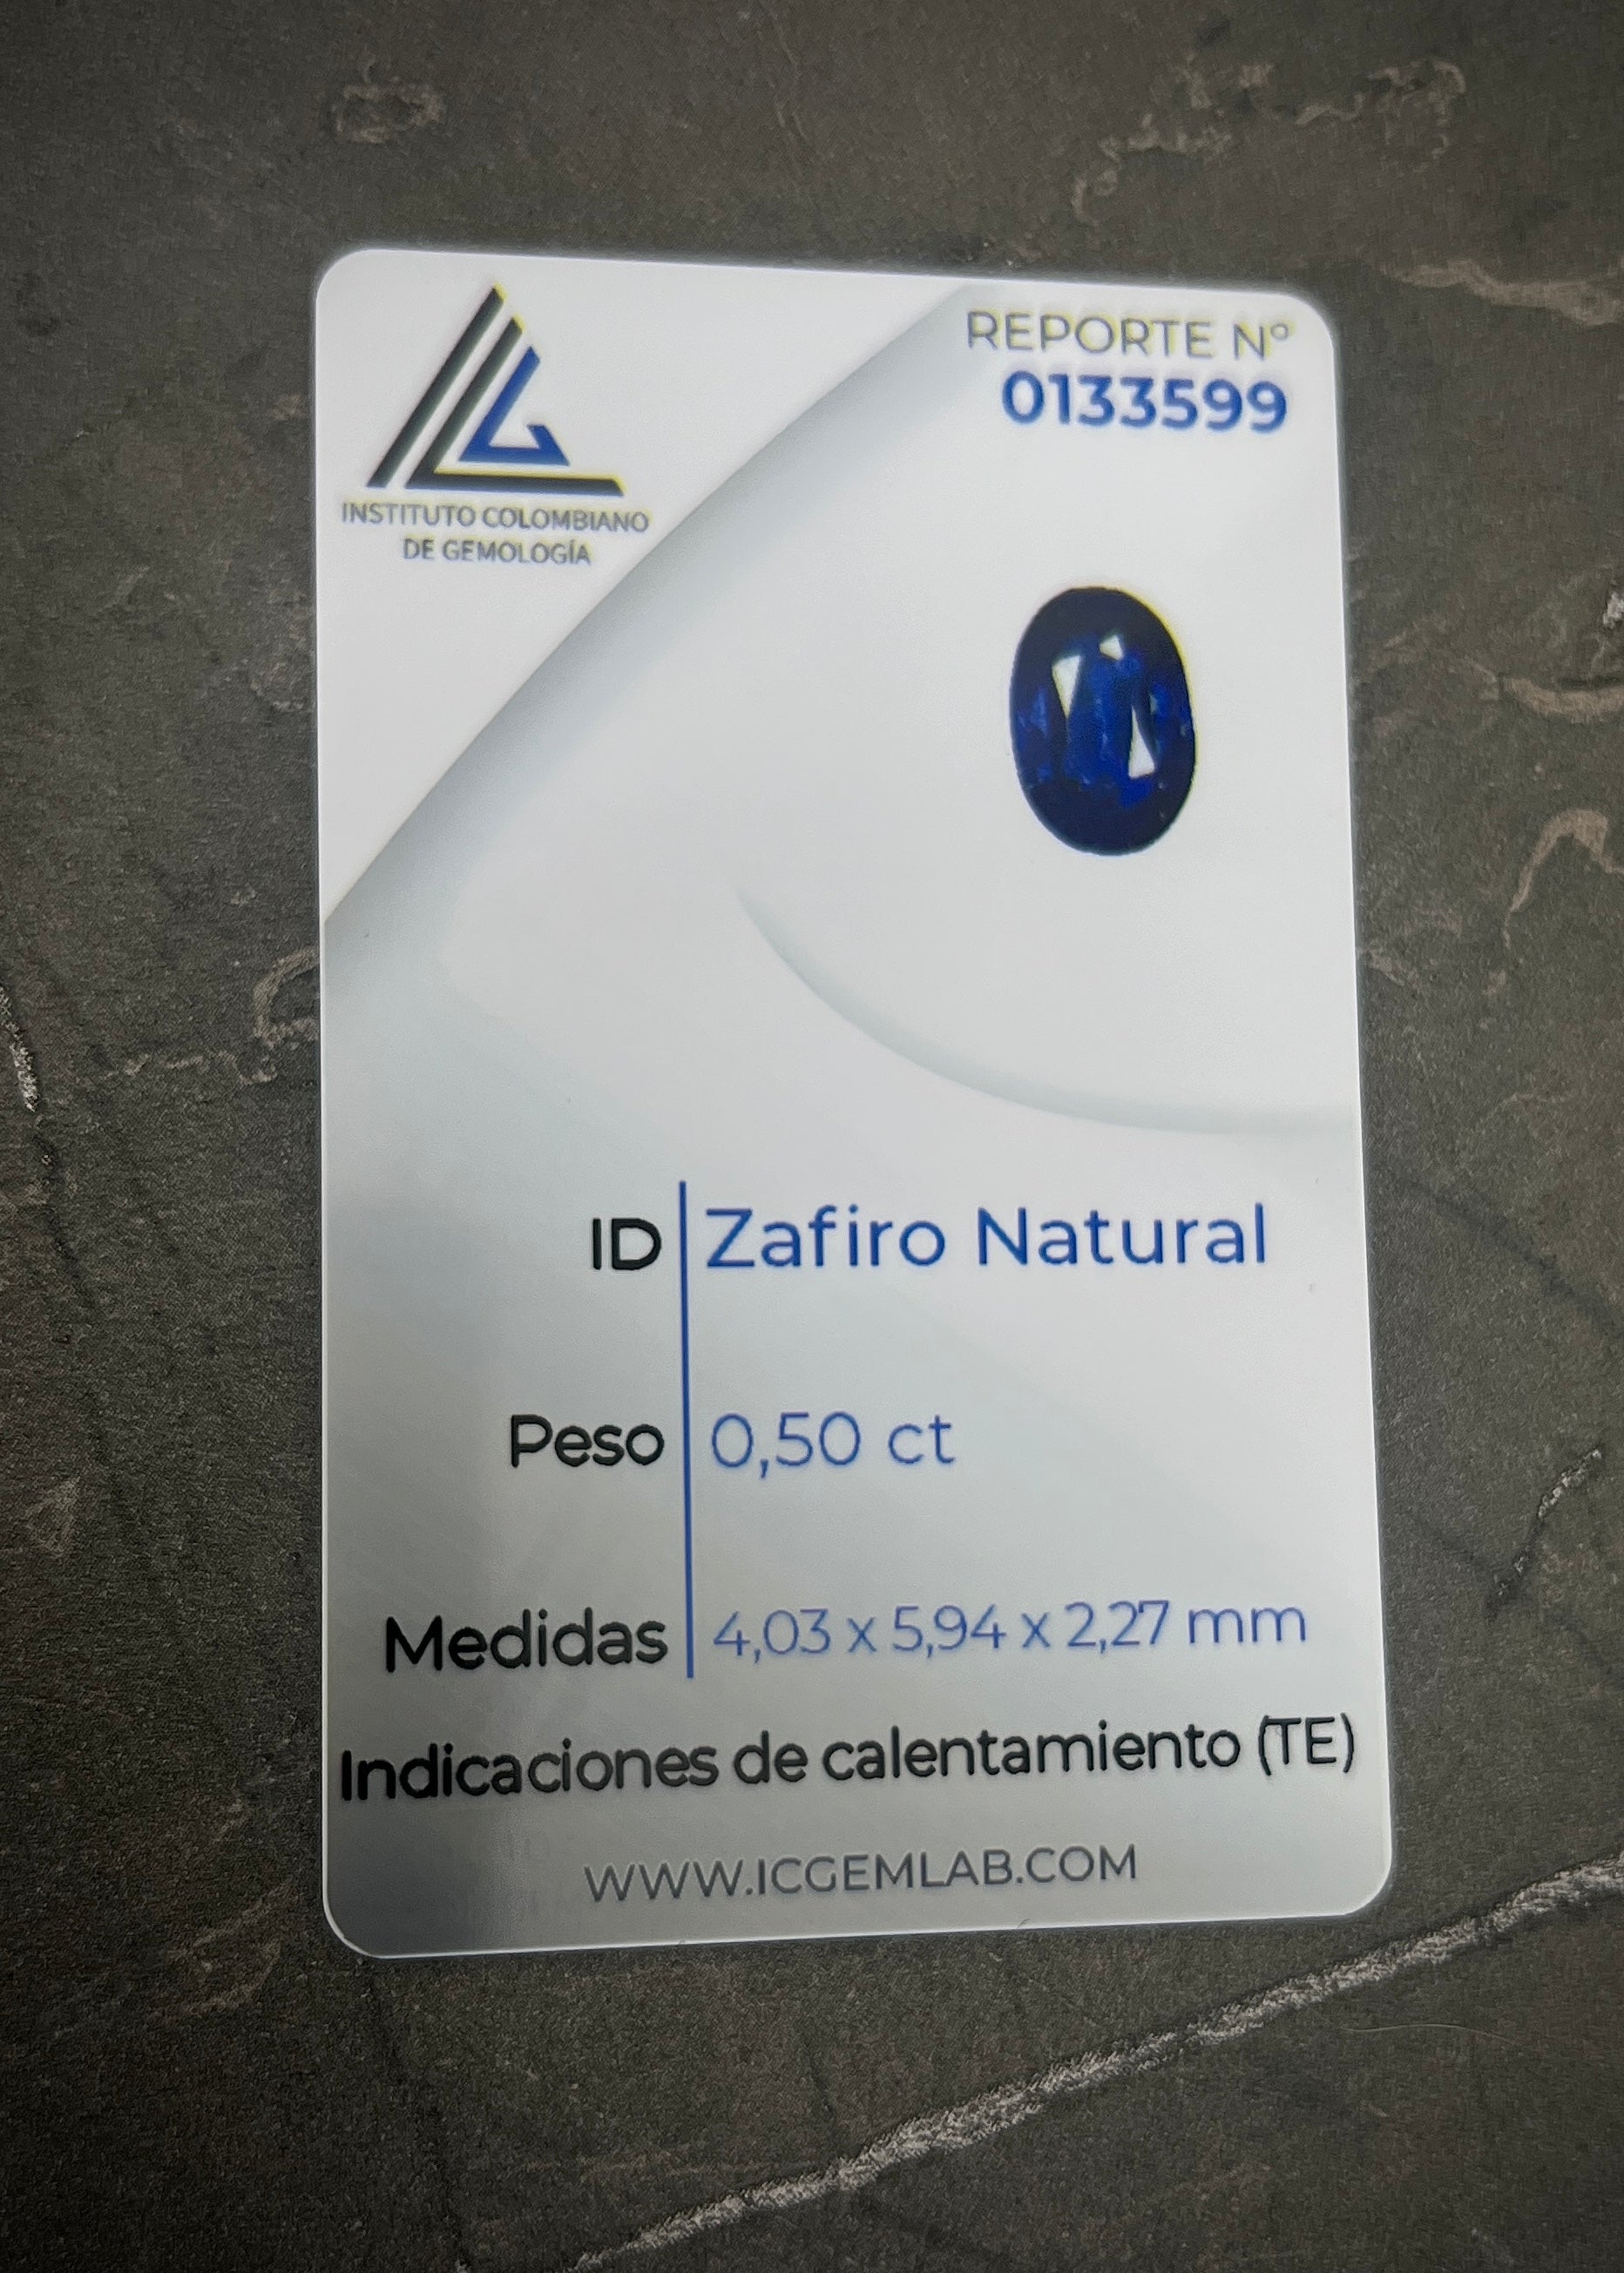 INSTITUTO COLOMBIANO
DE GEMOLOGÍA
REPORTE Nº
0133599
ID Zafiro Natural
Peso 0,50 ct
Medidas 4,03 x 5,94 x 2,27 mm
Indicaciones de calentamiento (TE)
WWW.ICGEMLAB.COM